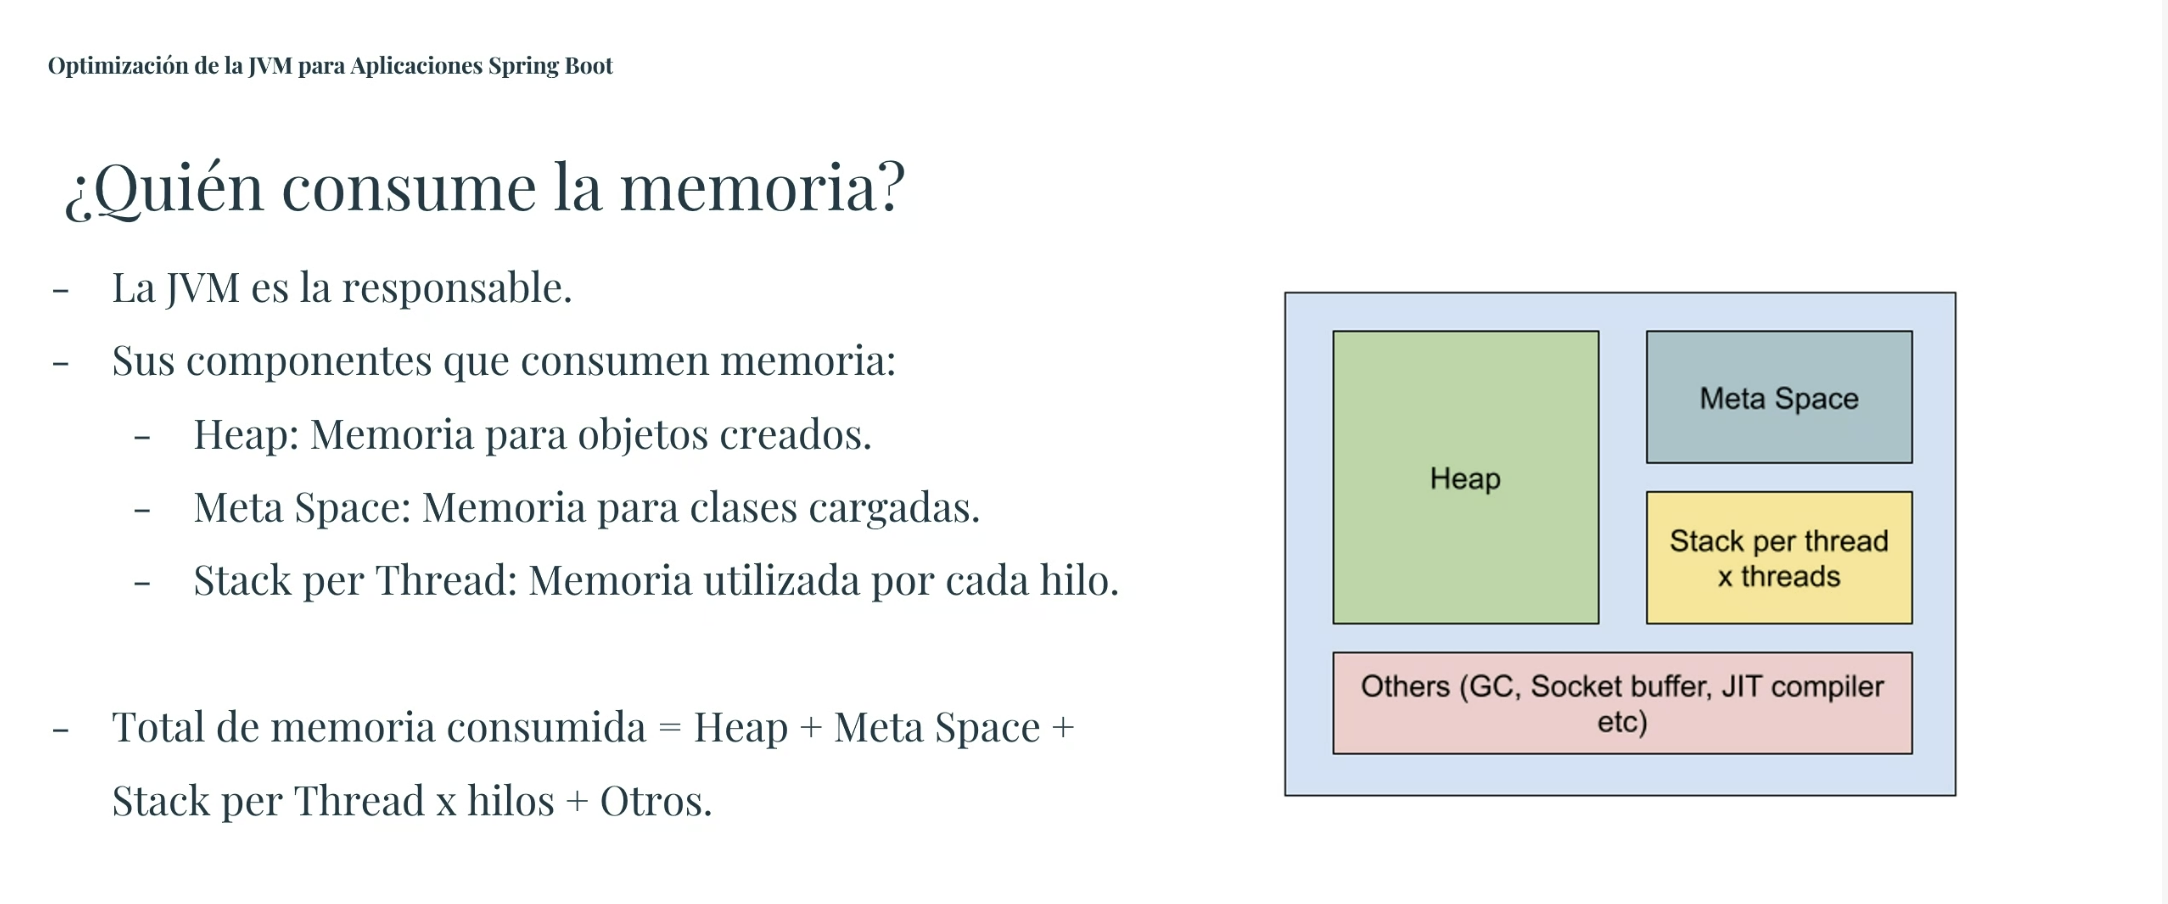 Optimización de la JVM para Aplicaciones Spring Boot
¿Quién consume la memoria?
- La JVM es la responsable.
- Sus componentes que consumen memoria:
- Heap: Memoria para objetos creados.
- Meta Space: Memoria para clases cargadas.
- Stack per Thread: Memoria utilizada por cada hilo.
- Total de memoria consumida = Heap + Meta Space +
Stack per Thread x hilos + Otros.
Heap
Meta Space
Stack per thread
x threads
Others (GC, Socket buffer, JIT compiler
etc)